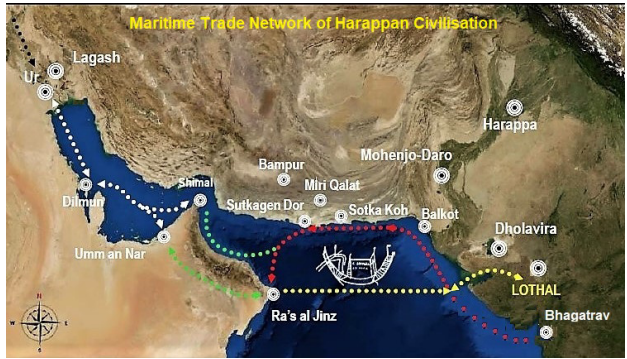 Maritime Trade Network of Harappan Civilisation
Lagash
Ur
Harappa
Mohenjo-Daro
Bampur
Shimal
Miri Qalat
Dilmun
Sutkagen Dor
Sotka Koh
Balkot
Dholavira
Umm an Nar
LOTHAL
Ra's al Jinz
Bhagatrav
N
W
E
S